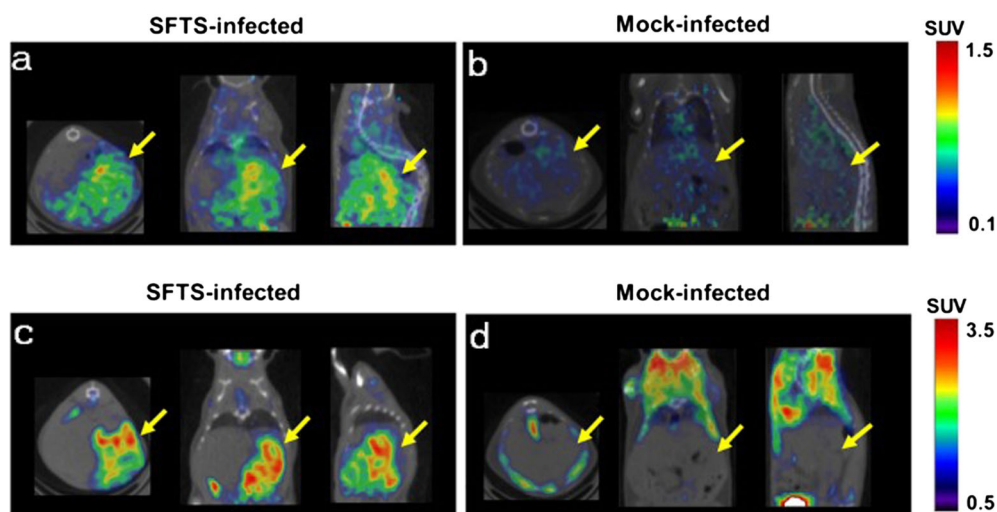 SFTS-infected
Mock-infected
SUV
a
b
1.5
0.1
SFTS-infected
Mock-infected
SUV
c
d
3.5
0.5